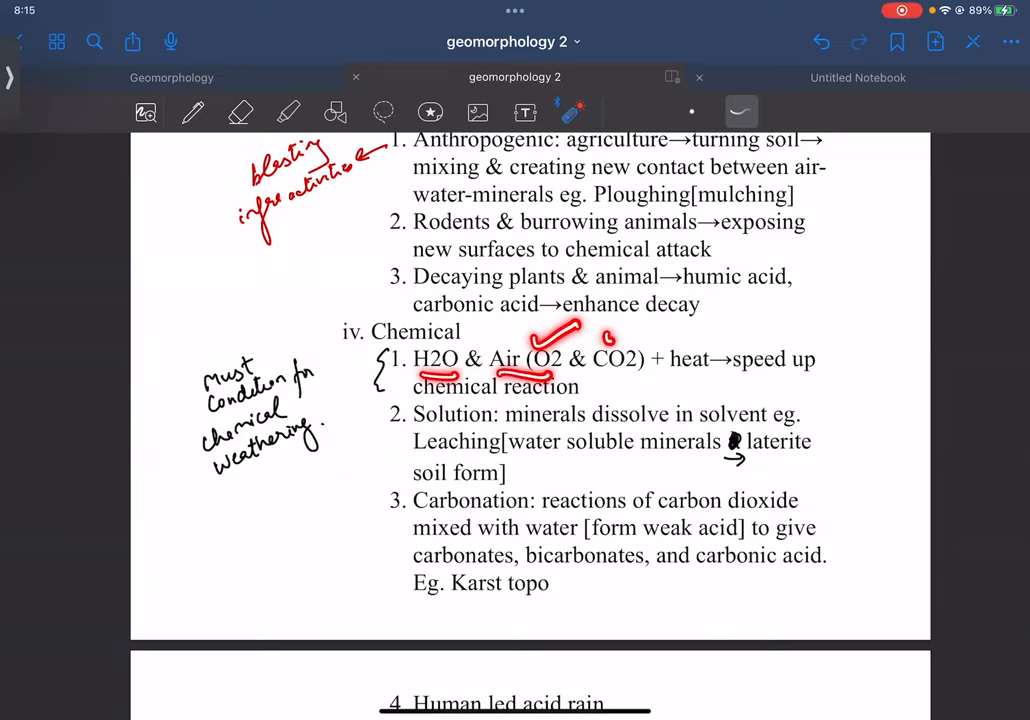 8:15
89%
geomorphology 2
Geomorphology
geomorphology 2
Untitled Notebook
1. Anthropogenic: agriculture→turning soil→
mixing & creating new contact between air-
water-minerals eg. Ploughing[mulching]
blasting
infra activities
2. Rodents & burrowing animals→exposing
new surfaces to chemical attack
3. Decaying plants & animal→humic acid,
carbonic acid→enhance decay
iv. Chemical
1. H2O & Air (O2 & CO2) + heat→speed up
chemical reaction
Must
Condition for
chemical
weathering.
2. Solution: minerals dissolve in solvent eg.
Leaching[water soluble minerals → laterite
soil form]
3. Carbonation: reactions of carbon dioxide
mixed with water [form weak acid] to give
carbonates, bicarbonates, and carbonic acid.
Eg. Karst topo
4. Human led acid rain